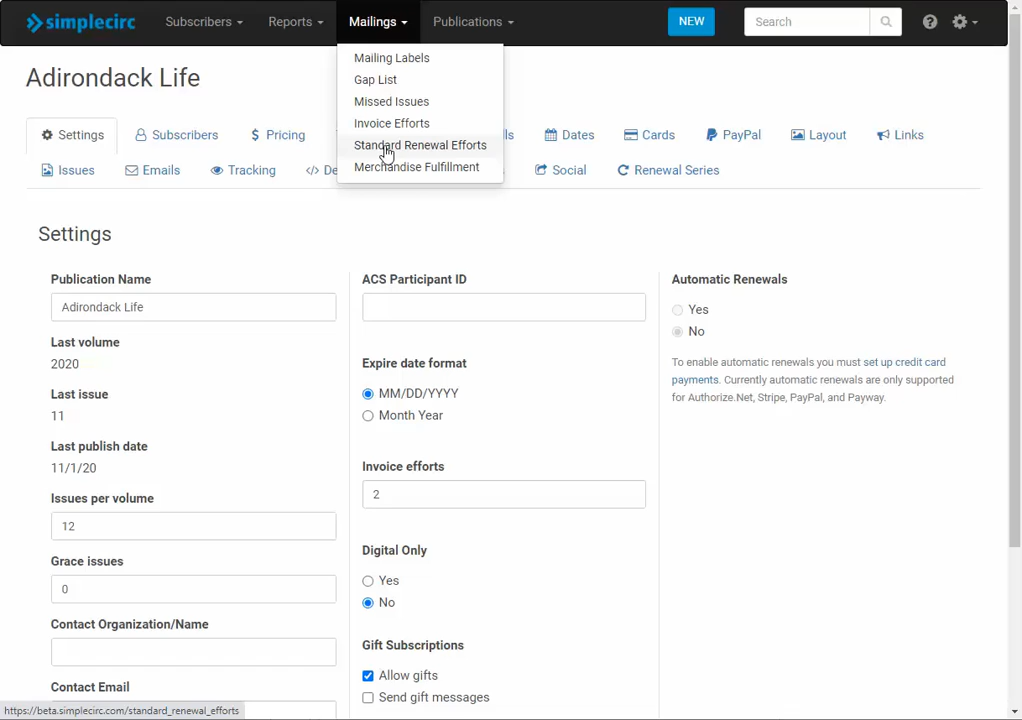 simplecirc Subscribers Reports Mailings Publications NEW Search
Mailing Labels
Gap List
Missed Issues
Invoice Efforts
Standard Renewal Efforts
Merchandise Fulfillment
Adirondack Life
Settings Subscribers Pricing Dates Cards PayPal Layout Links
Issues Emails Tracking Social Renewal Series
Settings
Publication Name
Adirondack Life
Last volume
2020
Last issue
11
Last publish date
11/1/20
Issues per volume
12
Grace issues
0
Contact Organization/Name
Contact Email
ACS Participant ID
Expire date format
MM/DD/YYYY
Month Year
Invoice efforts
2
Digital Only
Yes
No
Gift Subscriptions
Allow gifts
Send gift messages
Automatic Renewals
Yes
No
To enable automatic renewals you must set up credit card
payments. Currently automatic renewals are only supported
for Authorize.Net, Stripe, PayPal, and Payway.
https://beta.simplecirc.com/standard_renewal_efforts